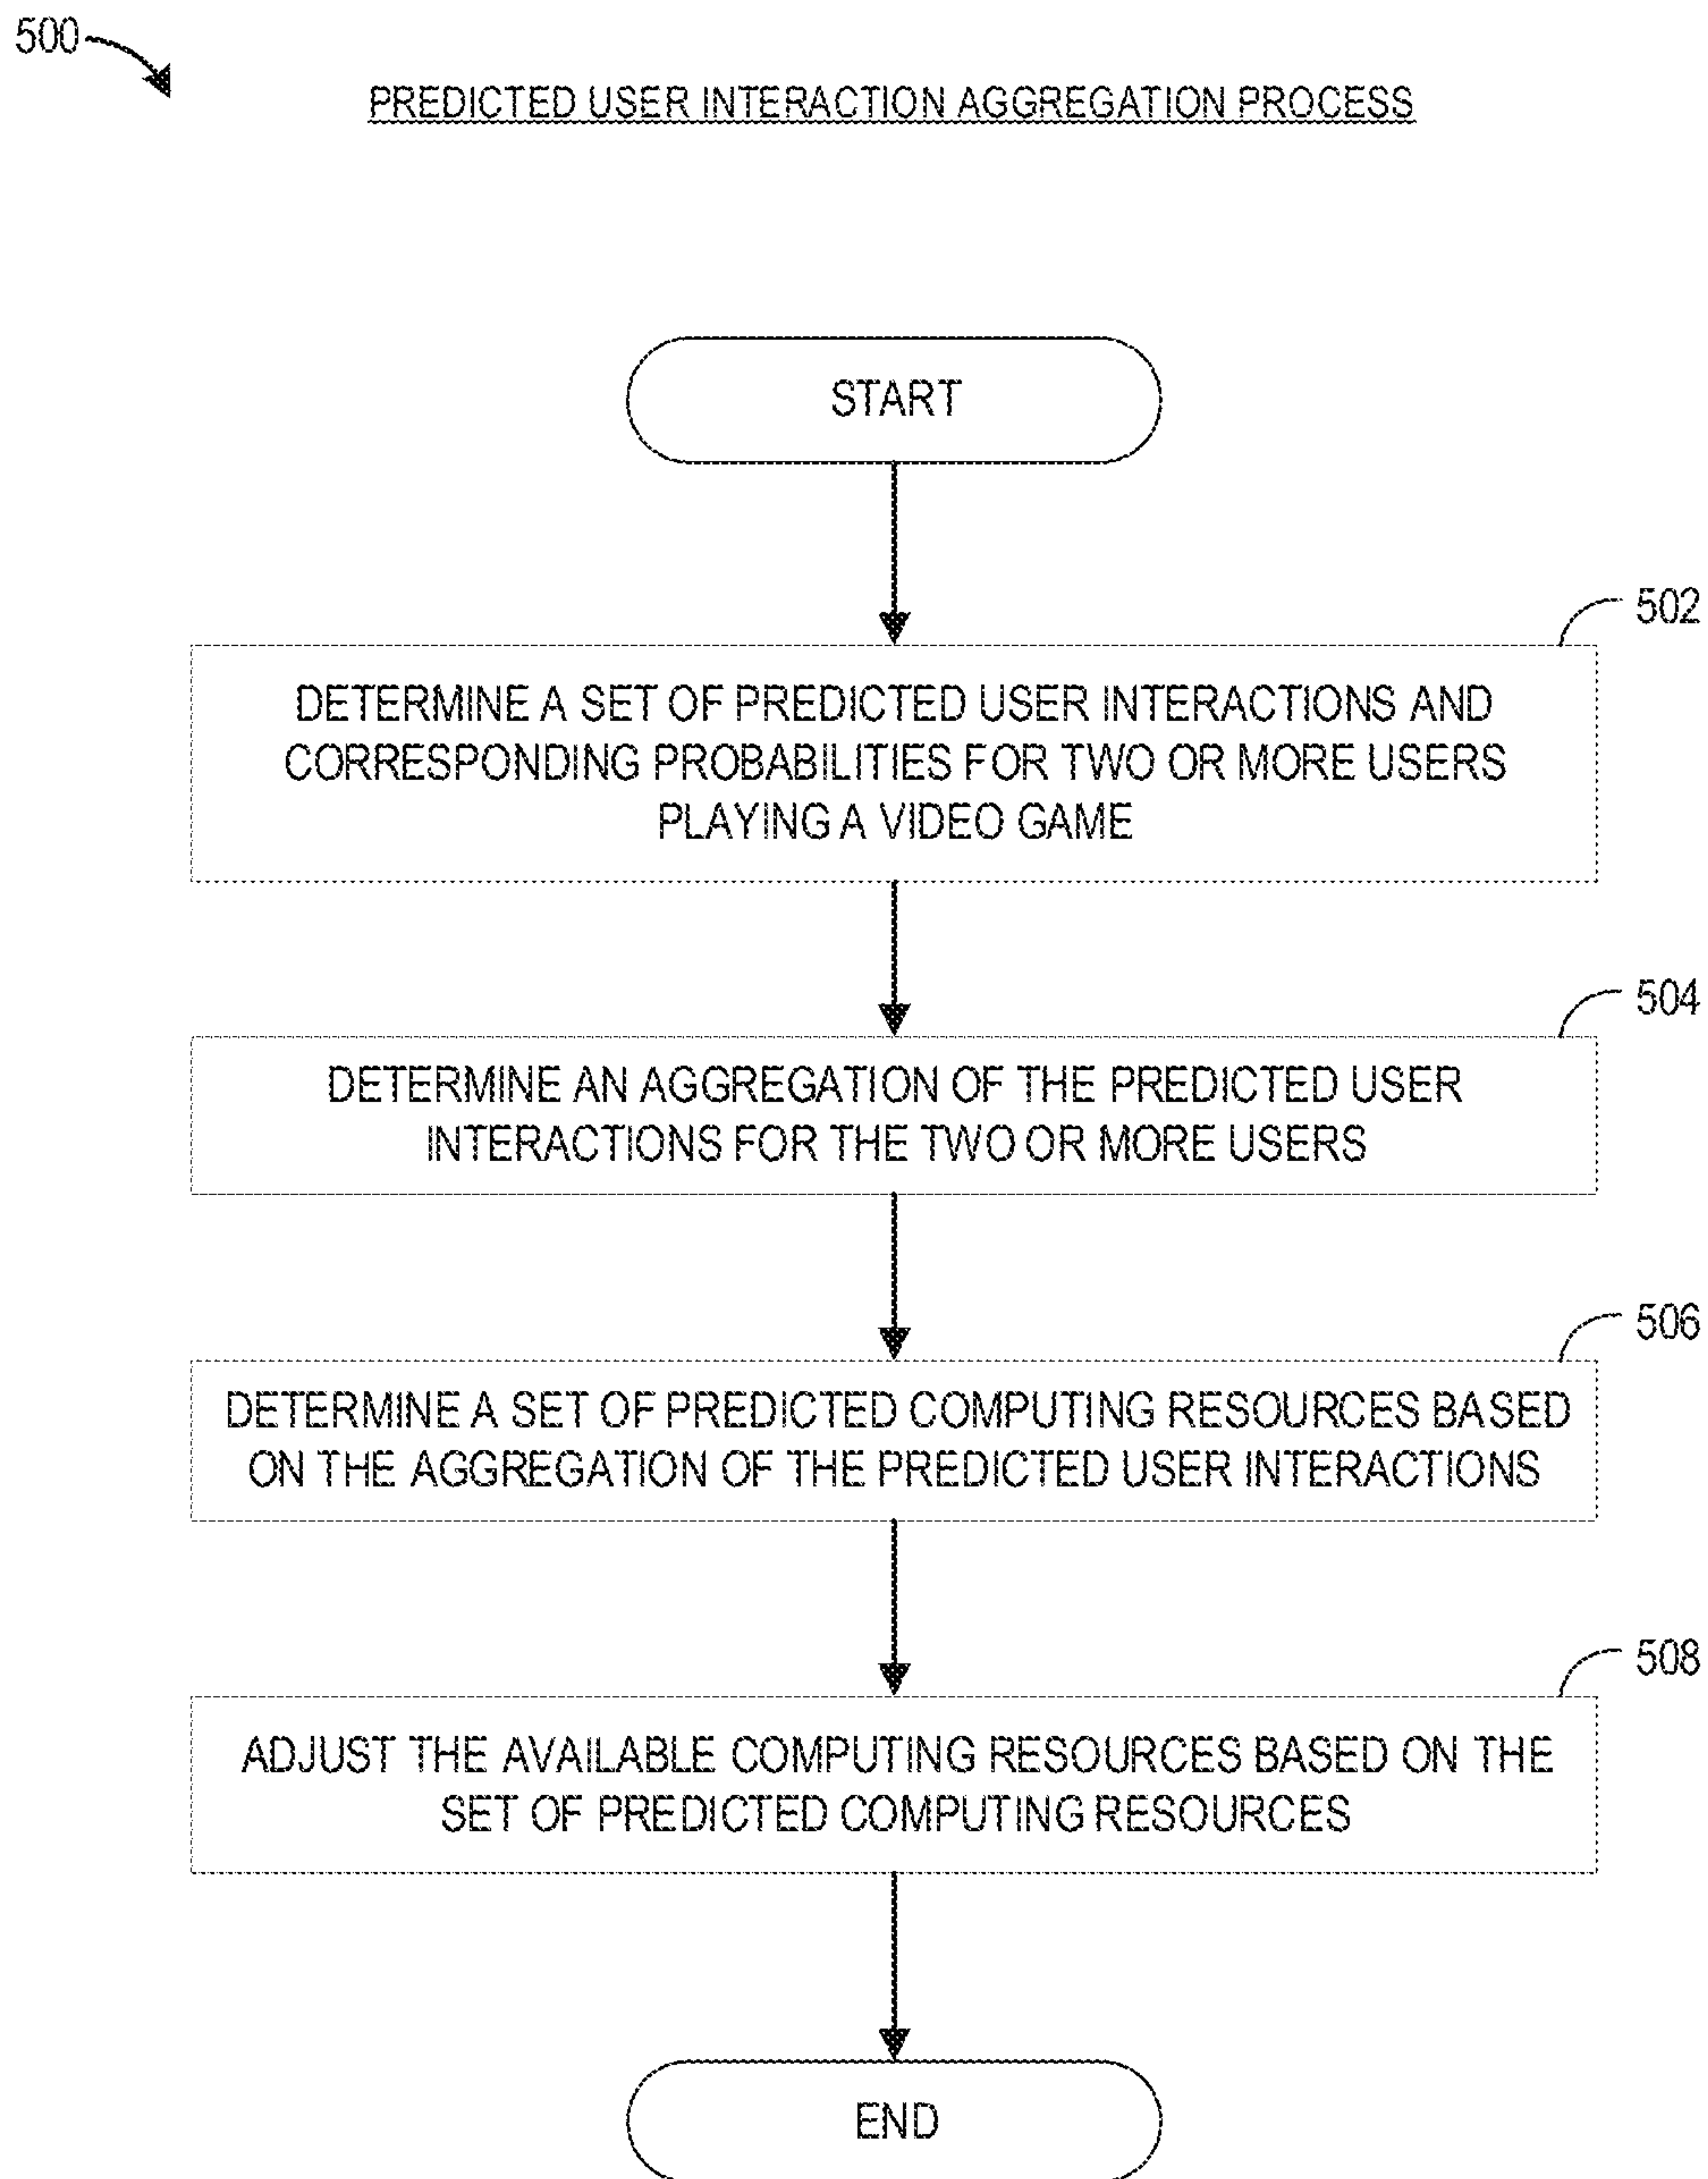 500
PREDICTED USER INTERACTION AGGREGATION PROCESS
START
502
DETERMINE A SET OF PREDICTED USER INTERACTIONS AND
CORRESPONDING PROBABILITIES FOR TWO OR MORE USERS
PLAYING A VIDEO GAME
504
DETERMINE AN AGGREGATION OF THE PREDICTED USER
INTERACTIONS FOR THE TWO OR MORE USERS
506
DETERMINE A SET OF PREDICTED COMPUTING RESOURCES BASED
ON THE AGGREGATION OF THE PREDICTED USER INTERACTIONS
508
ADJUST THE AVAILABLE COMPUTING RESOURCES BASED ON THE
SET OF PREDICTED COMPUTING RESOURCES
END